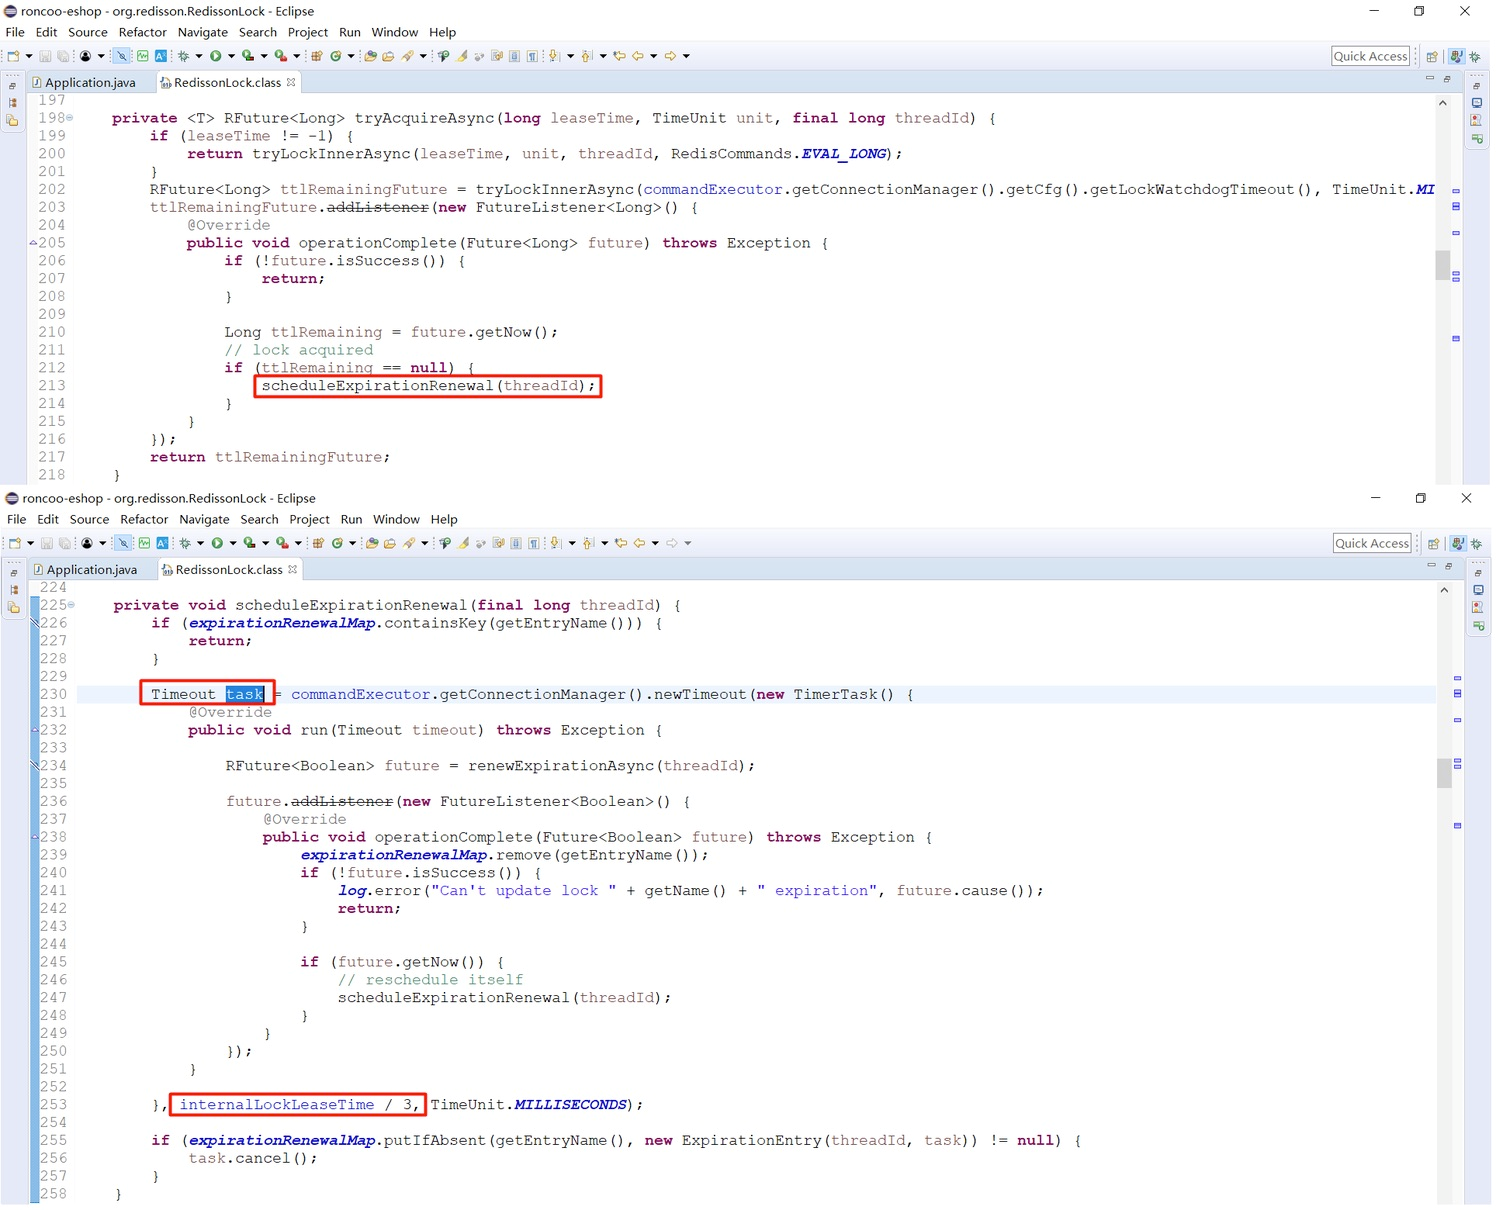 roncoo-eshop - org.redisson.RedissonLock - Eclipse
File Edit Source Refactor Navigate Search Project Run Window Help
Quick Access
Application.java RedissonLock.class
197
198 private <T> RFuture<Long> tryAcquireAsync(long leaseTime, TimeUnit unit, final long threadId) {
199 if (leaseTime != -1) {
200 return tryLockInnerAsync(leaseTime, unit, threadId, RedisCommands.EVAL_LONG);
201 }
202 RFuture<Long> ttlRemainingFuture = tryLockInnerAsync(commandExecutor.getConnectionManager().getCfg().getLockWatchdogTimeout(), TimeUnit.MI
203 ttlRemainingFuture.addListener(new FutureListener<Long>() {
204 @Override
205 public void operationComplete(Future<Long> future) throws Exception {
206 if (!future.isSuccess()) {
207 return;
208 }
209
210 Long ttlRemaining = future.getNow();
211 // lock acquired
212 if (ttlRemaining == null) {
213 scheduleExpirationRenewal(threadId);
214 }
215 }
216 });
217 return ttlRemainingFuture;
218 }
roncoo-eshop - org.redisson.RedissonLock - Eclipse
File Edit Source Refactor Navigate Search Project Run Window Help
Quick Access
Application.java RedissonLock.class
224
225 private void scheduleExpirationRenewal(final long threadId) {
226 if (expirationRenewalMap.containsKey(getEntryName())) {
227 return;
228 }
229
230 Timeout task = commandExecutor.getConnectionManager().newTimeout(new TimerTask() {
231 @Override
232 public void run(Timeout timeout) throws Exception {
233
234 RFuture<Boolean> future = renewExpirationAsync(threadId);
235
236 future.addListener(new FutureListener<Boolean>() {
237 @Override
238 public void operationComplete(Future<Boolean> future) throws Exception {
239 expirationRenewalMap.remove(getEntryName());
240 if (!future.isSuccess()) {
241 log.error("Can't update lock " + getName() + " expiration", future.cause());
242 return;
243 }
244
245 if (future.getNow()) {
246 // reschedule itself
247 scheduleExpirationRenewal(threadId);
248 }
249 }
250 });
251 }
252
253 }, internalLockLeaseTime / 3, TimeUnit.MILLISECONDS);
254
255 if (expirationRenewalMap.putIfAbsent(getEntryName(), new ExpirationEntry(threadId, task)) != null) {
256 task.cancel();
257 }
258 }